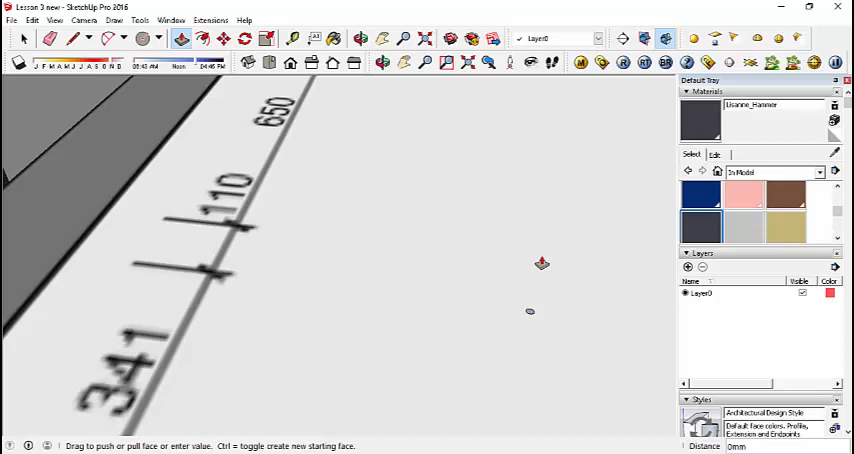 Lesson 3 new - SketchUp Pro 2016
File Edit View Camera Draw Tools Window Extensions Help
Layer0
J F M A M J J A S O N D 06:43 AM Noon 04:45 PM
M R RT BR
650
110
341
Default Tray
Materials
Lisanne_Hammer
Select Edit
In Model
Layers
Name Visible Color
Layer0
Styles
Architectural Design Style
Default face colors. Profile, Extension and Endpoints
Drag to push or pull face or enter value. Ctrl = toggle create new starting face.
Distance 0mm